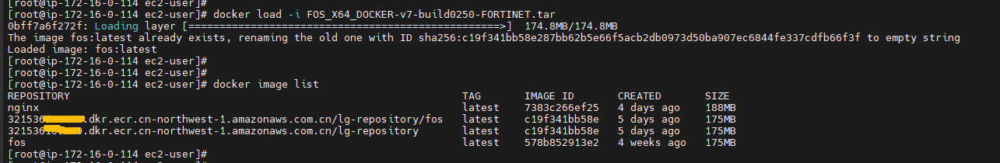 [root@ip-172-16-0-114 ec2-user]#
[root@ip-172-16-0-114 ec2-user]# docker load -i FOS_X64_DOCKER-v7-build0250-FORTINET.tar
0bff7a6f272f: Loading layer [==================================================>]  174.8MB/174.8MB
The image fos:latest already exists, renaming the old one with ID sha256:c19f341bb58e287bb62b5e66f5acb2db0973d50ba907ec6844fe337cdfb66f3f to empty string
Loaded image: fos:latest
[root@ip-172-16-0-114 ec2-user]#
[root@ip-172-16-0-114 ec2-user]#
[root@ip-172-16-0-114 ec2-user]# docker image list
REPOSITORY TAG IMAGE ID CREATED SIZE
nginx latest 7383c266ef25 4 days ago 188MB
321536 .dkr.ecr.cn-northwest-1.amazonaws.com.cn/lg-repository/fos latest c19f341bb58e 5 days ago 175MB
321536 .dkr.ecr.cn-northwest-1.amazonaws.com.cn/lg-repository latest c19f341bb58e 5 days ago 175MB
fos latest 578b852913e2 4 weeks ago 175MB
[root@ip-172-16-0-114 ec2-user]#